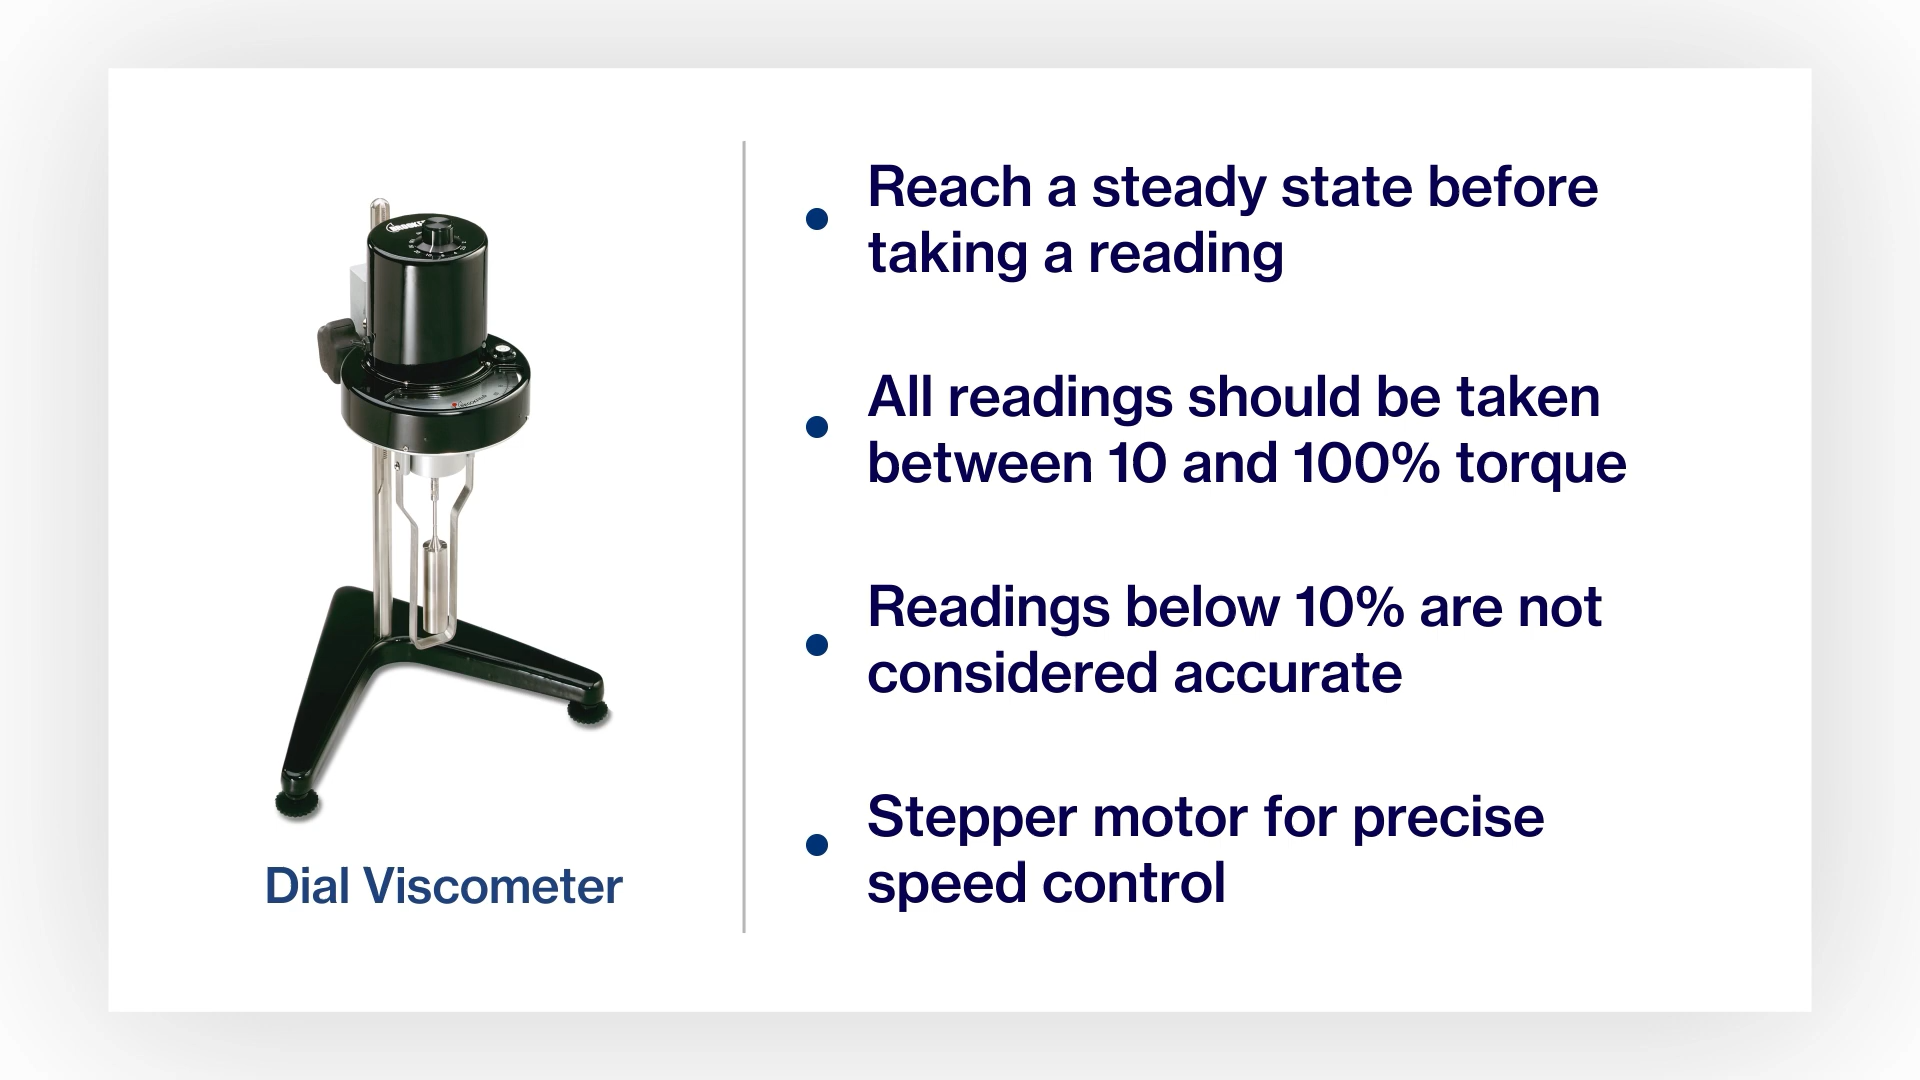 Reach a steady state before
taking a reading
All readings should be taken
between 10 and 100% torque
Readings below 10% are not
considered accurate
Stepper motor for precise
speed control
Dial Viscometer